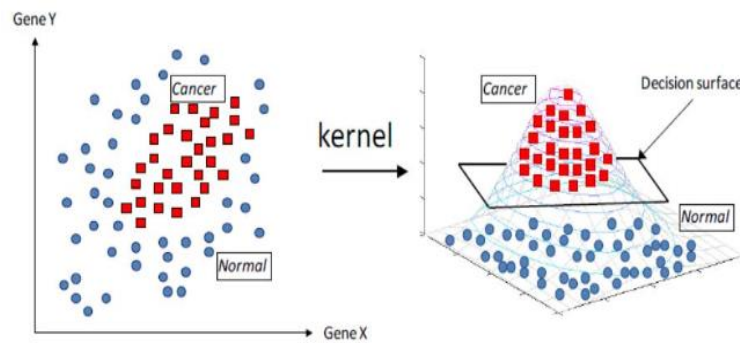 Gene Y
Cancer
Normal
Gene X
kernel
Cancer
Decision surface
Normal